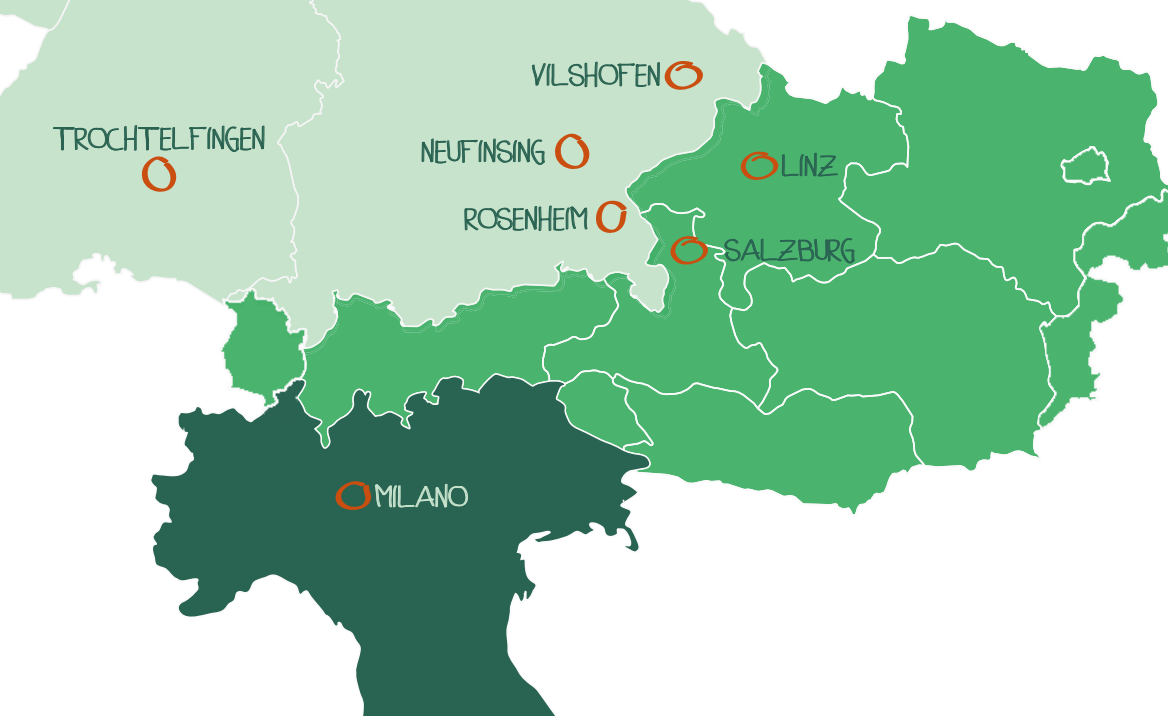 VILSHOFEN
TROCHTELFINGEN
NEUFINSING
LINZ
ROSENHEIM
SALZBURG
MILANO